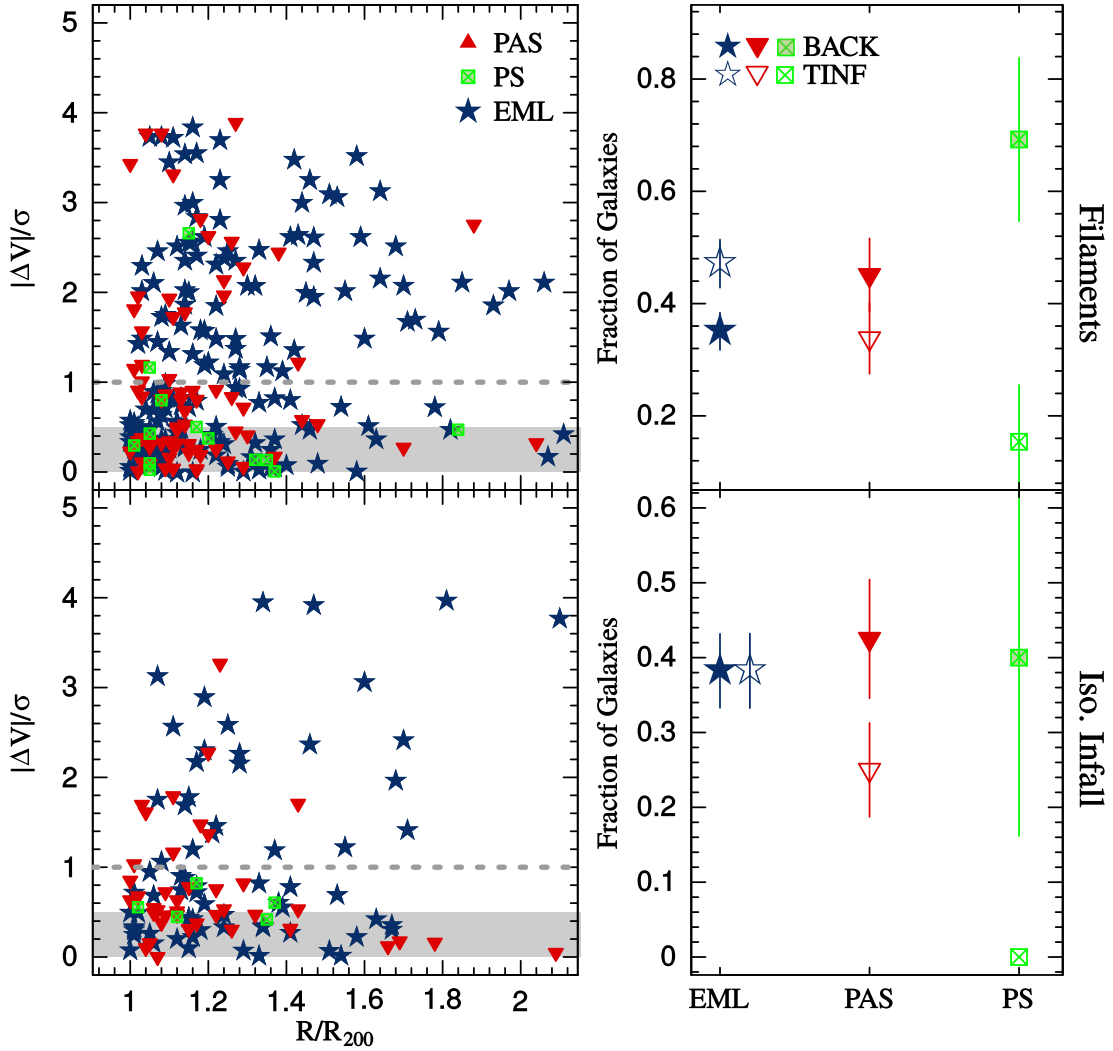 5
4
3
2
1
0
|ΔV|/σ
PAS
PS
EML
0.8
0.6
0.4
0.2
Fraction of Galaxies
BACK
TINF
Filaments
5
4
3
2
1
0
|ΔV|/σ
1 1.2 1.4 1.6 1.8 2
R/R₂₀₀
0.6
0.5
0.4
0.3
0.2
0.1
0
Fraction of Galaxies
EML PAS PS
Iso. Infall